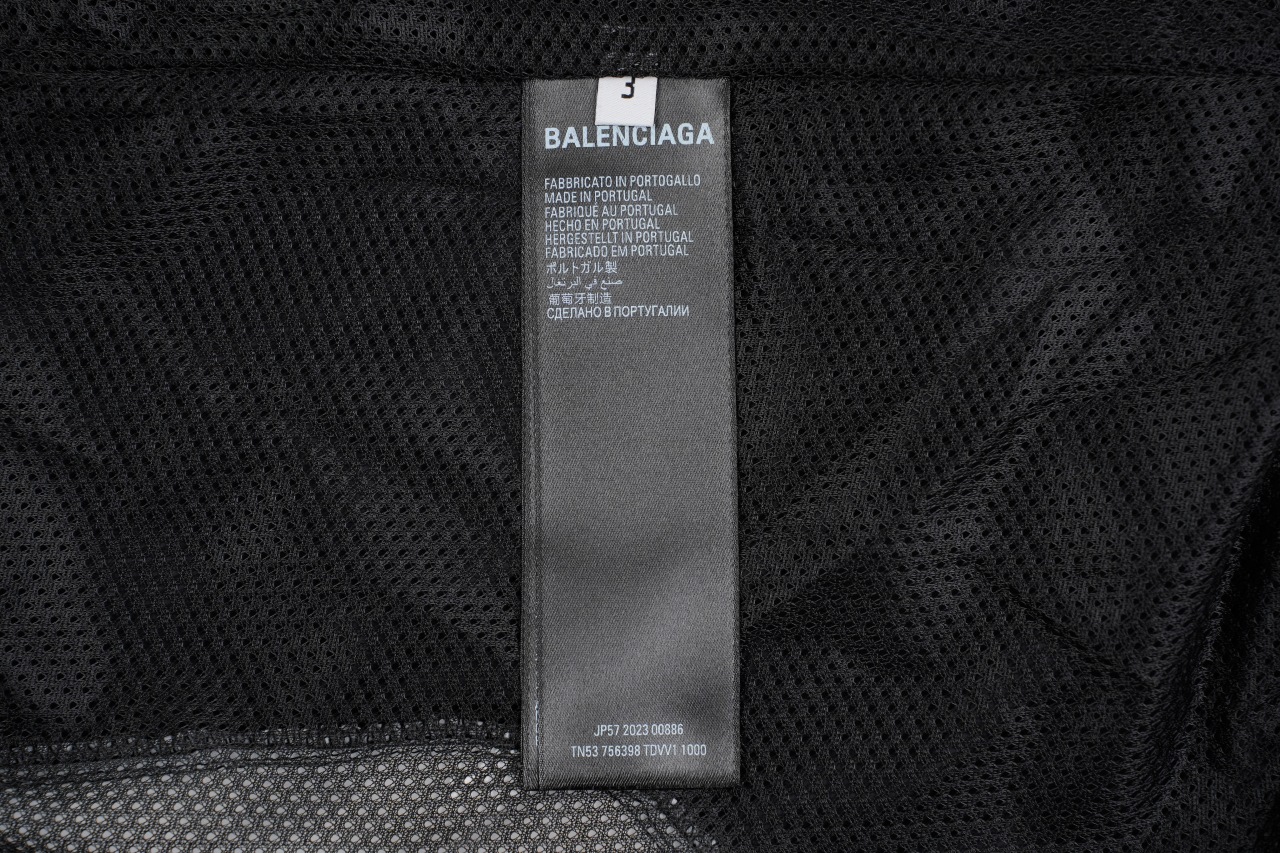 3
BALENCIAGA
FABBRICATO IN PORTOGALLO
MADE IN PORTUGAL
FABRIQUÉ AU PORTUGAL
HECHO EN PORTUGAL
HERGESTELLT IN PORTUGAL
FABRICADO EM PORTUGAL
ポルトガル製
صنع في البرتغال
葡萄牙制造
СДЕЛАНО В ПОРТУГАЛИИ
JP57 2023 00886
TN53 756398 TDVV1 1000